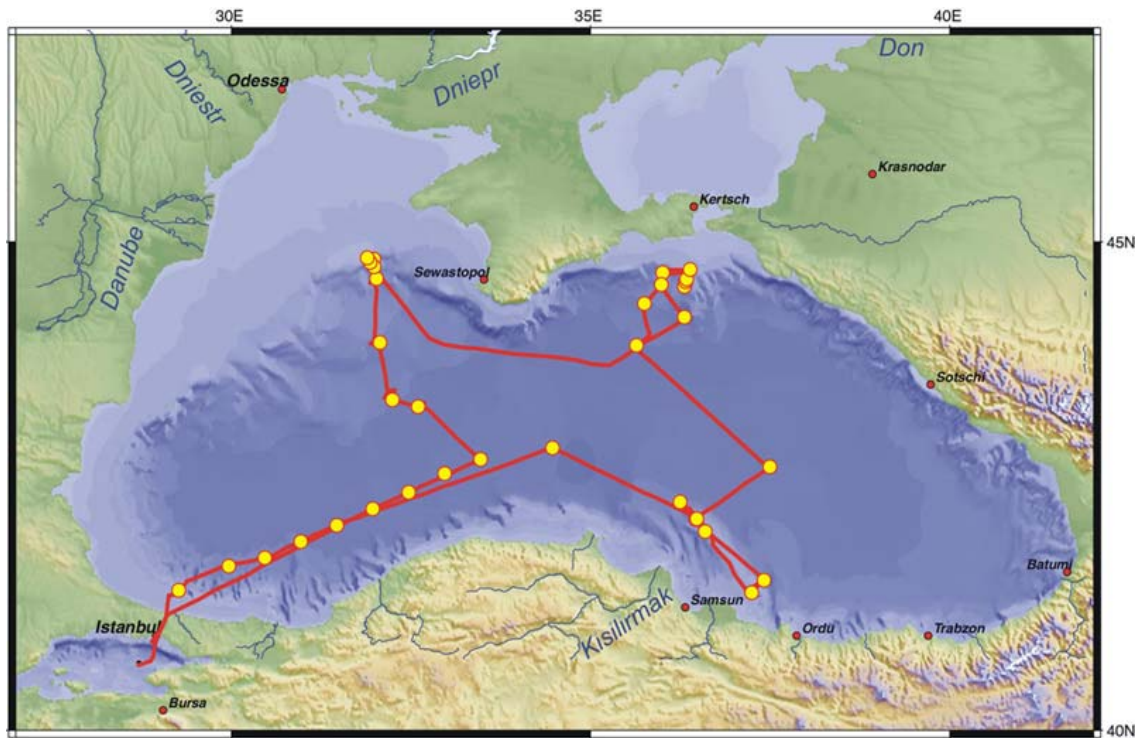 30E 35E 40E
Don
Odessa
Dniestr
Dniepr
Krasnodar
Kertsch
45N
Danube
Sewastopol
Sotschi
Batumi
Samsun
Istanbul
Kısılırmak
Ordu
Trabzon
Bursa
40N